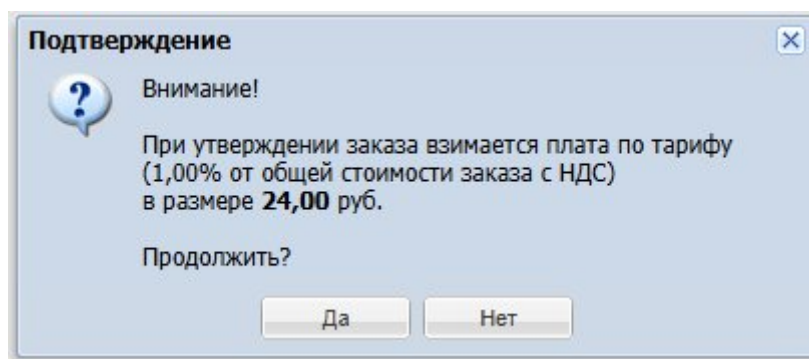 Подтверждение
Внимание!
При утверждении заказа взимается плата по тарифу
(1,00% от общей стоимости заказа с НДС)
в размере 24,00 руб.
Продолжить?
Да
Нет